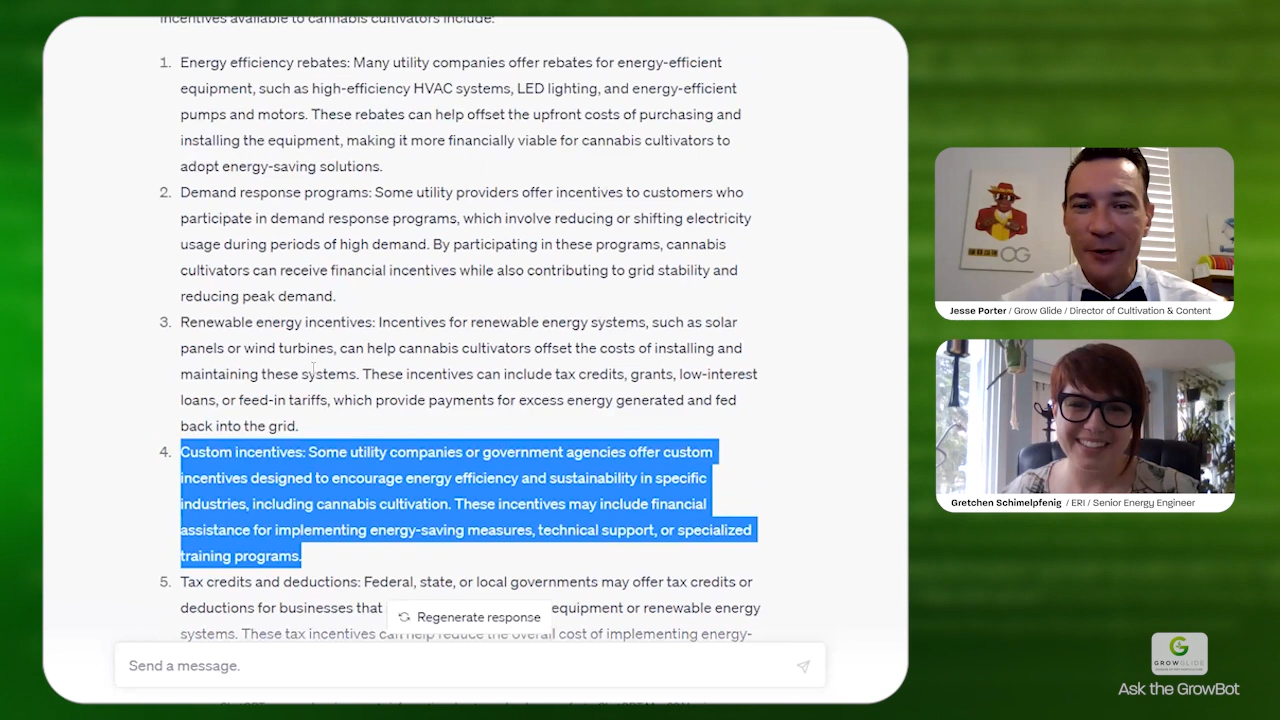 incentives available to cannabis cultivators include:
1. Energy efficiency rebates: Many utility companies offer rebates for energy-efficient
equipment, such as high-efficiency HVAC systems, LED lighting, and energy-efficient
pumps and motors. These rebates can help offset the upfront costs of purchasing and
installing the equipment, making it more financially viable for cannabis cultivators to
adopt energy-saving solutions.
2. Demand response programs: Some utility providers offer incentives to customers who
participate in demand response programs, which involve reducing or shifting electricity
usage during periods of high demand. By participating in these programs, cannabis
cultivators can receive financial incentives while also contributing to grid stability and
reducing peak demand.
3. Renewable energy incentives: Incentives for renewable energy systems, such as solar
panels or wind turbines, can help cannabis cultivators offset the costs of installing and
maintaining these systems. These incentives can include tax credits, grants, low-interest
loans, or feed-in tariffs, which provide payments for excess energy generated and fed
back into the grid.
4. Custom incentives: Some utility companies or government agencies offer custom
incentives designed to encourage energy efficiency and sustainability in specific
industries, including cannabis cultivation. These incentives may include financial
assistance for implementing energy-saving measures, technical support, or specialized
training programs.
5. Tax credits and deductions: Federal, state, or local governments may offer tax credits or
deductions for businesses that equipment or renewable energy
systems. These tax incentives can help reduce the overall cost of implementing energy-
Regenerate response
Send a message.
OG
Jesse Porter / Grow Glide / Director of Cultivation & Content
Gretchen Schimelpfenig / ERI / Senior Energy Engineer
G
GROWGLIDE
Ask the GrowBot